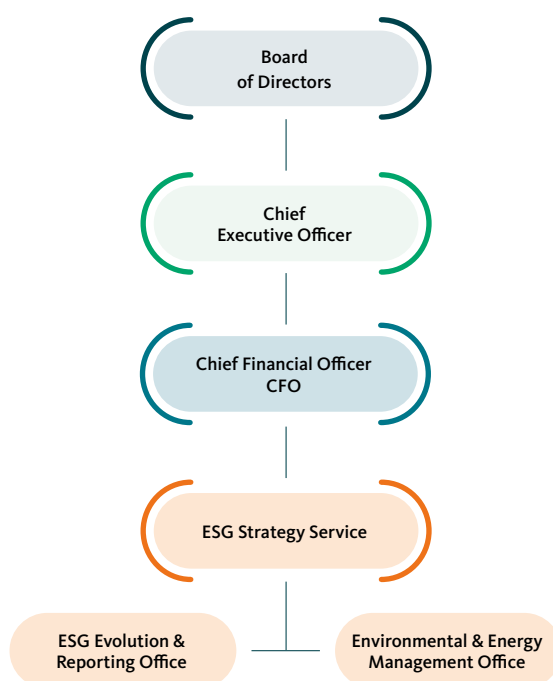 Board
of Directors
Chief
Executive Officer
Chief Financial Officer
CFO
ESG Strategy Service
ESG Evolution &
Reporting Office
Environmental & Energy
Management Office